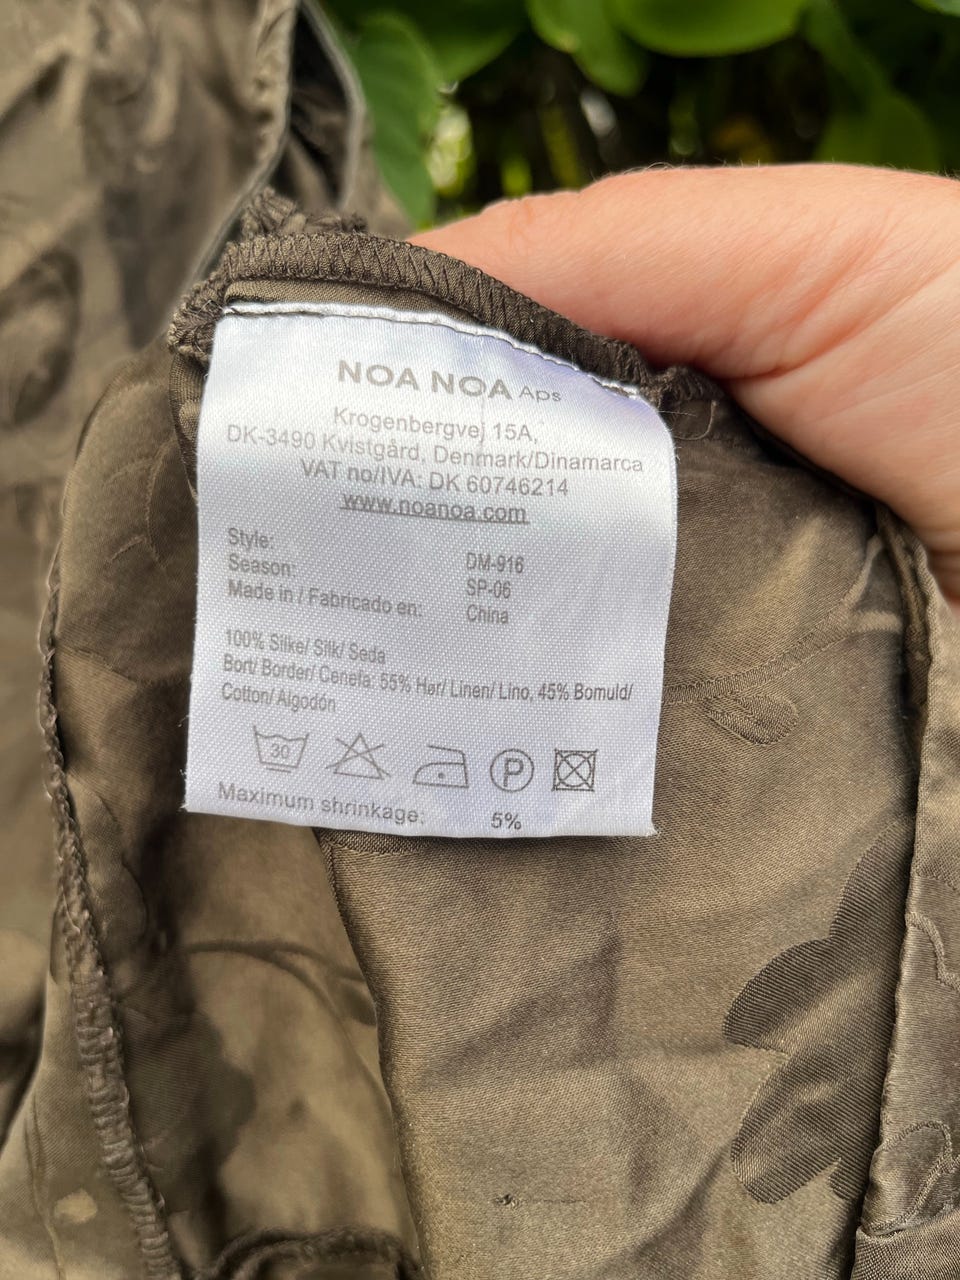 NOA NOA Aps
Krogenbergvej 15A,
DK-3490 Kvistgård, Denmark/Dinamarca
VAT no/IVA: DK 60746214
www.noanoa.com
Style: DM-916
Season: SP-06
Made in / Fabricado en: China
100% Silke/ Silk/ Seda
Bort/ Border/ Cenefa: 55% Hør/ Linen/ Lino, 45% Bomuld/
Cotton/ Algodón
30 P
Maximum shrinkage: 5%